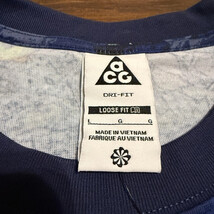 acg
DRI-FIT
LOOSE FIT
L G G
MADE IN VIETNAM
FABRIQUÉ AU VIETNAM